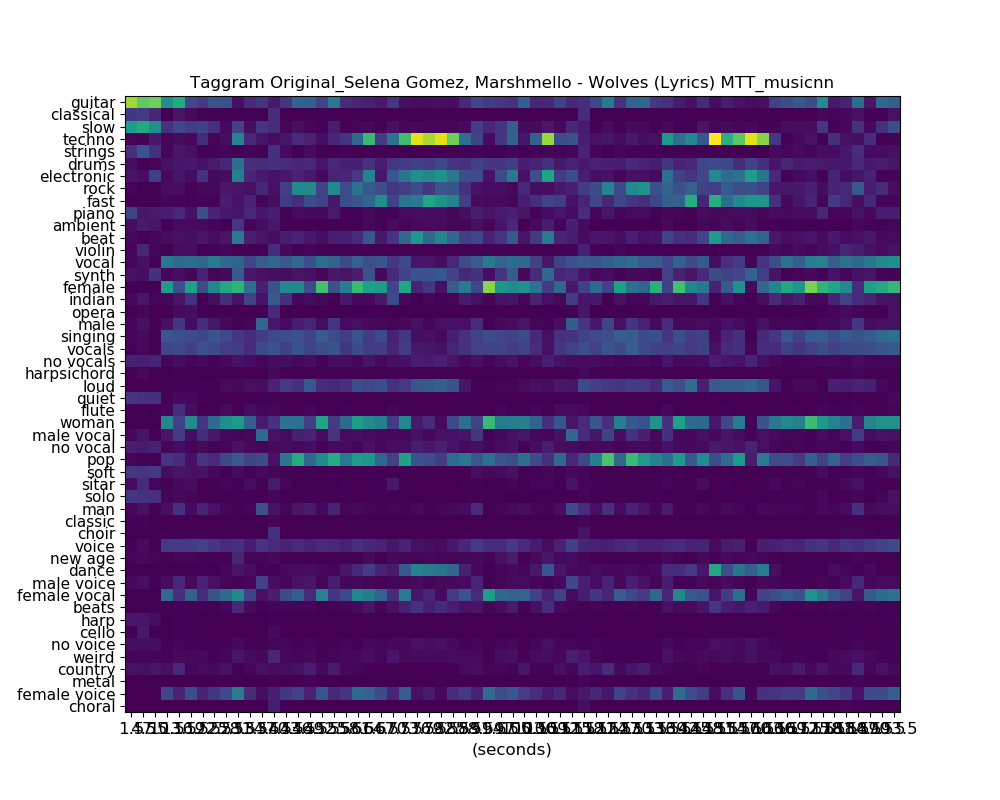 Taggram Original_Selena Gomez, Marshmello - Wolves (Lyrics) MTT_musicnn
guitar
classical
slow
techno
strings
drums
electronic
rock
fast
piano
ambient
beat
violin
vocal
synth
female
indian
opera
male
singing
vocals
no vocals
harpsichord
loud
quiet
flute
woman
male vocal
no vocal
pop
soft
sitar
solo
man
classic
choir
voice
new age
dance
male voice
female vocal
beats
harp
cello
no voice
weird
country
metal
female voice
choral
(seconds)